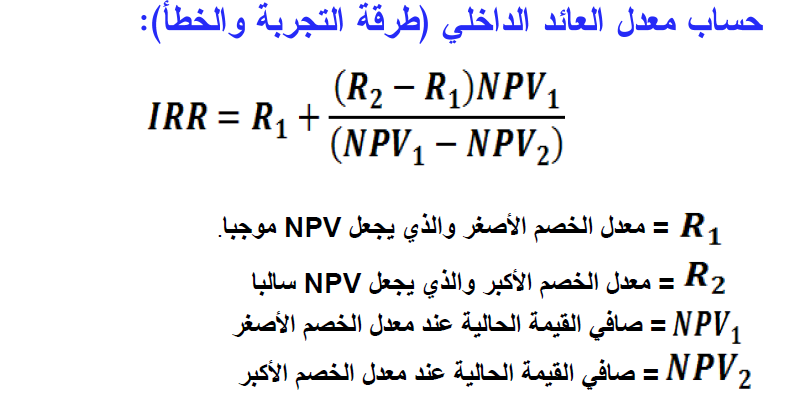 حساب معدل العائد الداخلي (طرقة التجربة والخطأ):
IRR = R₁ + (R₂ − R₁)NPV₁ / (NPV₁ − NPV₂)
R₁ = معدل الخصم الأصغر والذي يجعل NPV موجبا.
R₂ = معدل الخصم الأكبر والذي يجعل NPV سالبا
NPV₁ = صافي القيمة الحالية عند معدل الخصم الأصغر
NPV₂ = صافي القيمة الحالية عند معدل الخصم الأكبر